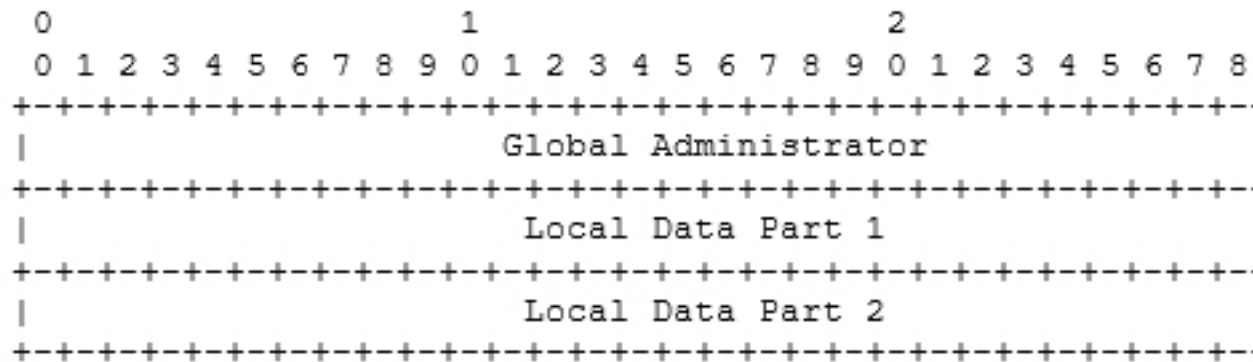 0                   1                   2
0 1 2 3 4 5 6 7 8 9 0 1 2 3 4 5 6 7 8 9 0 1 2 3 4 5 6 7 8
+-+-+-+-+-+-+-+-+-+-+-+-+-+-+-+-+-+-+-+-+-+-+-+-+-+-+-+-+-
|                      Global Administrator
+-+-+-+-+-+-+-+-+-+-+-+-+-+-+-+-+-+-+-+-+-+-+-+-+-+-+-+-+-
|                       Local Data Part 1
+-+-+-+-+-+-+-+-+-+-+-+-+-+-+-+-+-+-+-+-+-+-+-+-+-+-+-+-+-
|                       Local Data Part 2
+-+-+-+-+-+-+-+-+-+-+-+-+-+-+-+-+-+-+-+-+-+-+-+-+-+-+-+-+-